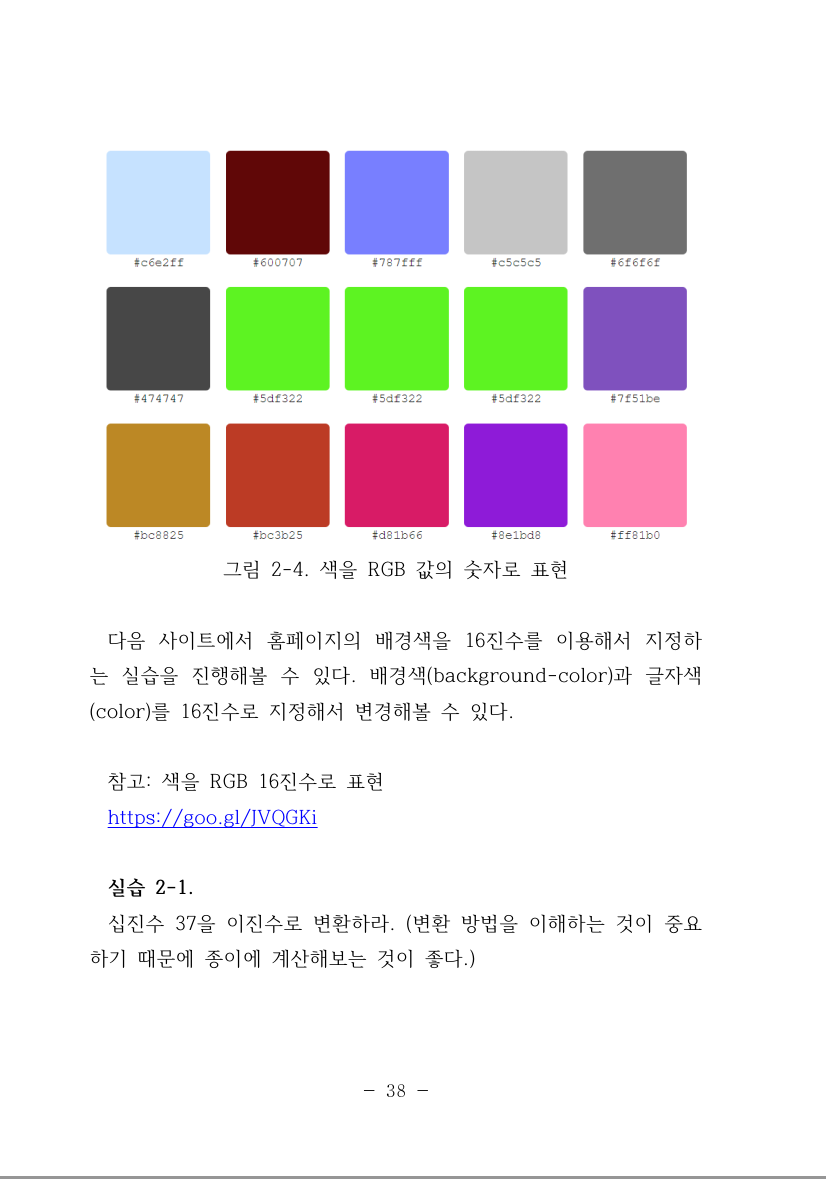 #c6e2ff #600707 #787fff #c5c5c5 #6f6f6f
#474747 #5df322 #5df322 #5df322 #7f51be
#bc8825 #bc3b25 #d81b66 #8e1bd8 #ff81b0
그림 2-4. 색을 RGB 값의 숫자로 표현
다음 사이트에서 홈페이지의 배경색을 16진수를 이용해서 지정하
는 실습을 진행해볼 수 있다. 배경색(background-color)과 글자색
(color)를 16진수로 지정해서 변경해볼 수 있다.
참고: 색을 RGB 16진수로 표현
https://goo.gl/JVQGKi
실습 2-1.
십진수 37을 이진수로 변환하라. (변환 방법을 이해하는 것이 중요
하기 때문에 종이에 계산해보는 것이 좋다.)
- 38 -